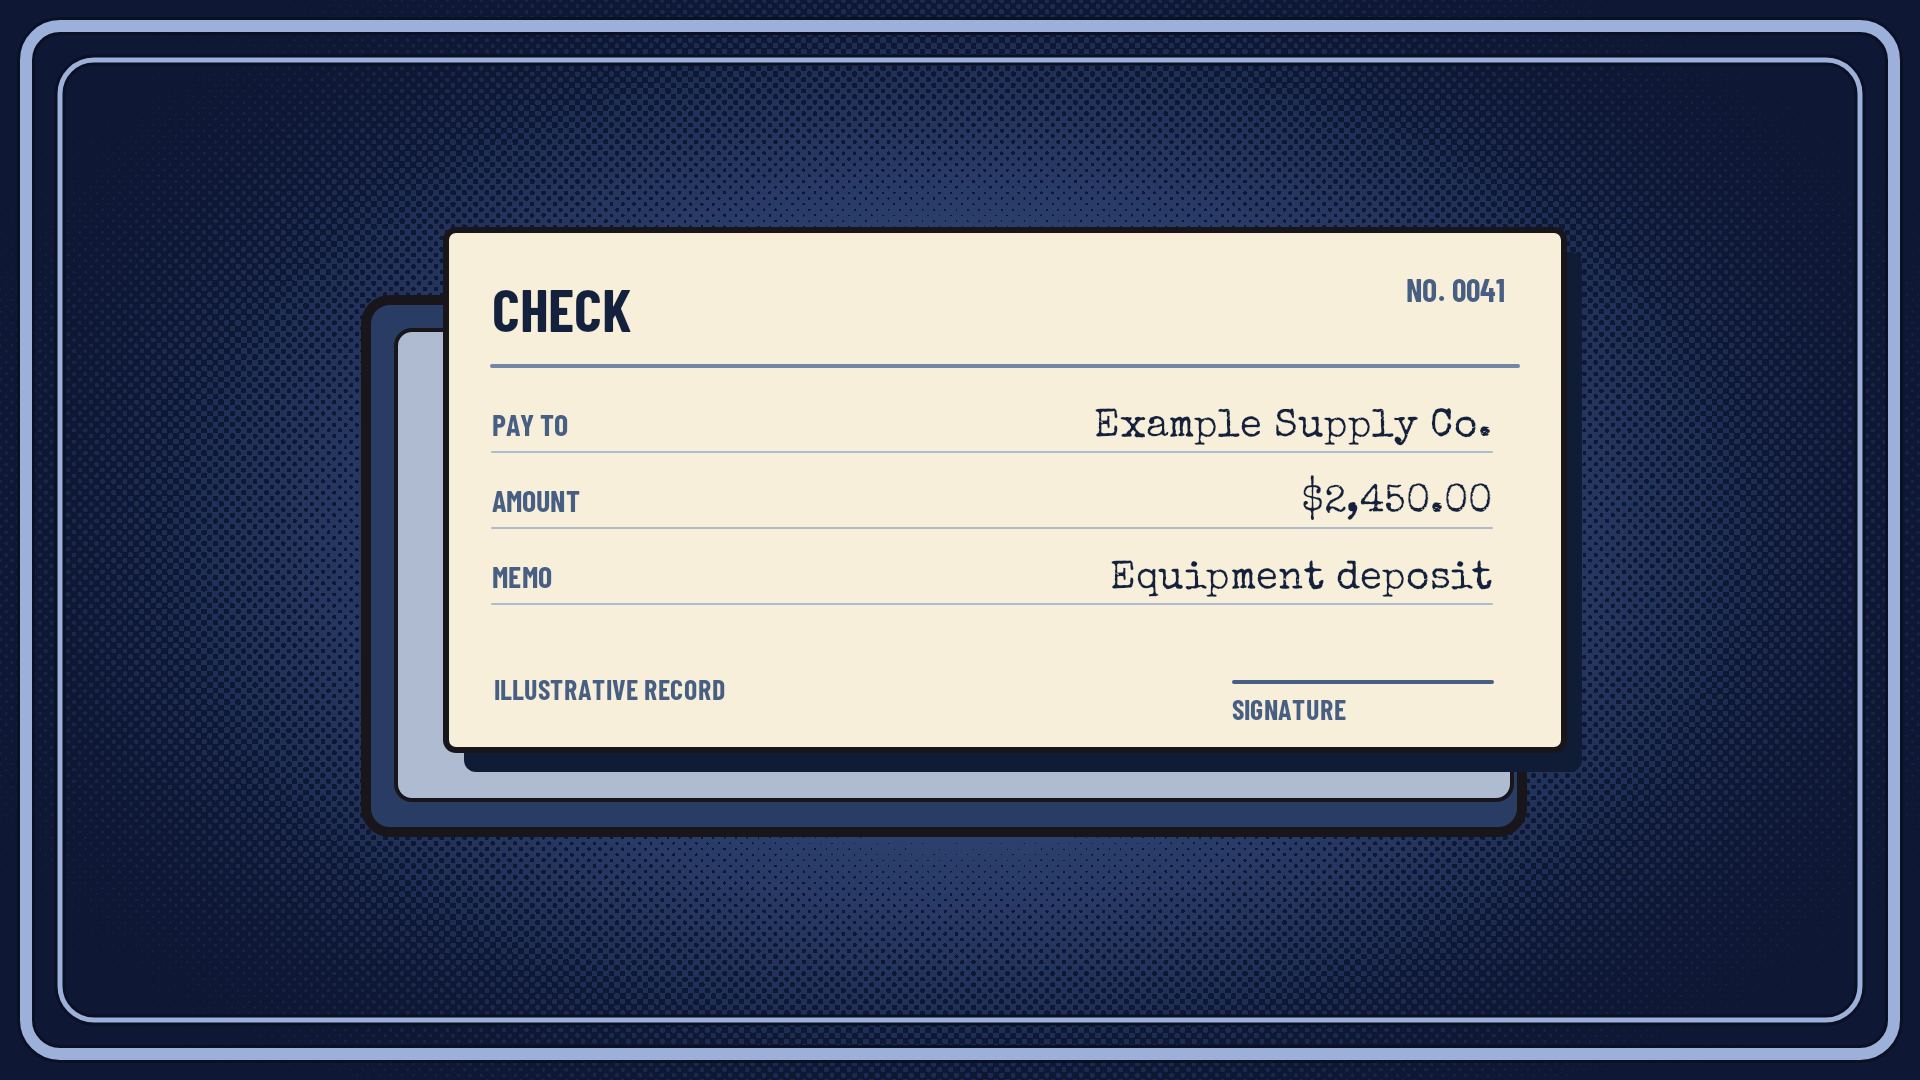 CHECK
NO. 0041
PAY TO Example Supply Co.
AMOUNT $2,450.00
MEMO Equipment deposit
ILLUSTRATIVE RECORD
SIGNATURE